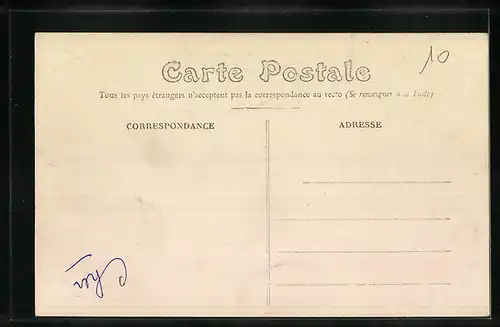 10
Carte Postale
Tous les pays étrangers n'acceptent pas la correspondance au recto (Se renseigner à la Poste)
CORRESPONDANCE
ADRESSE